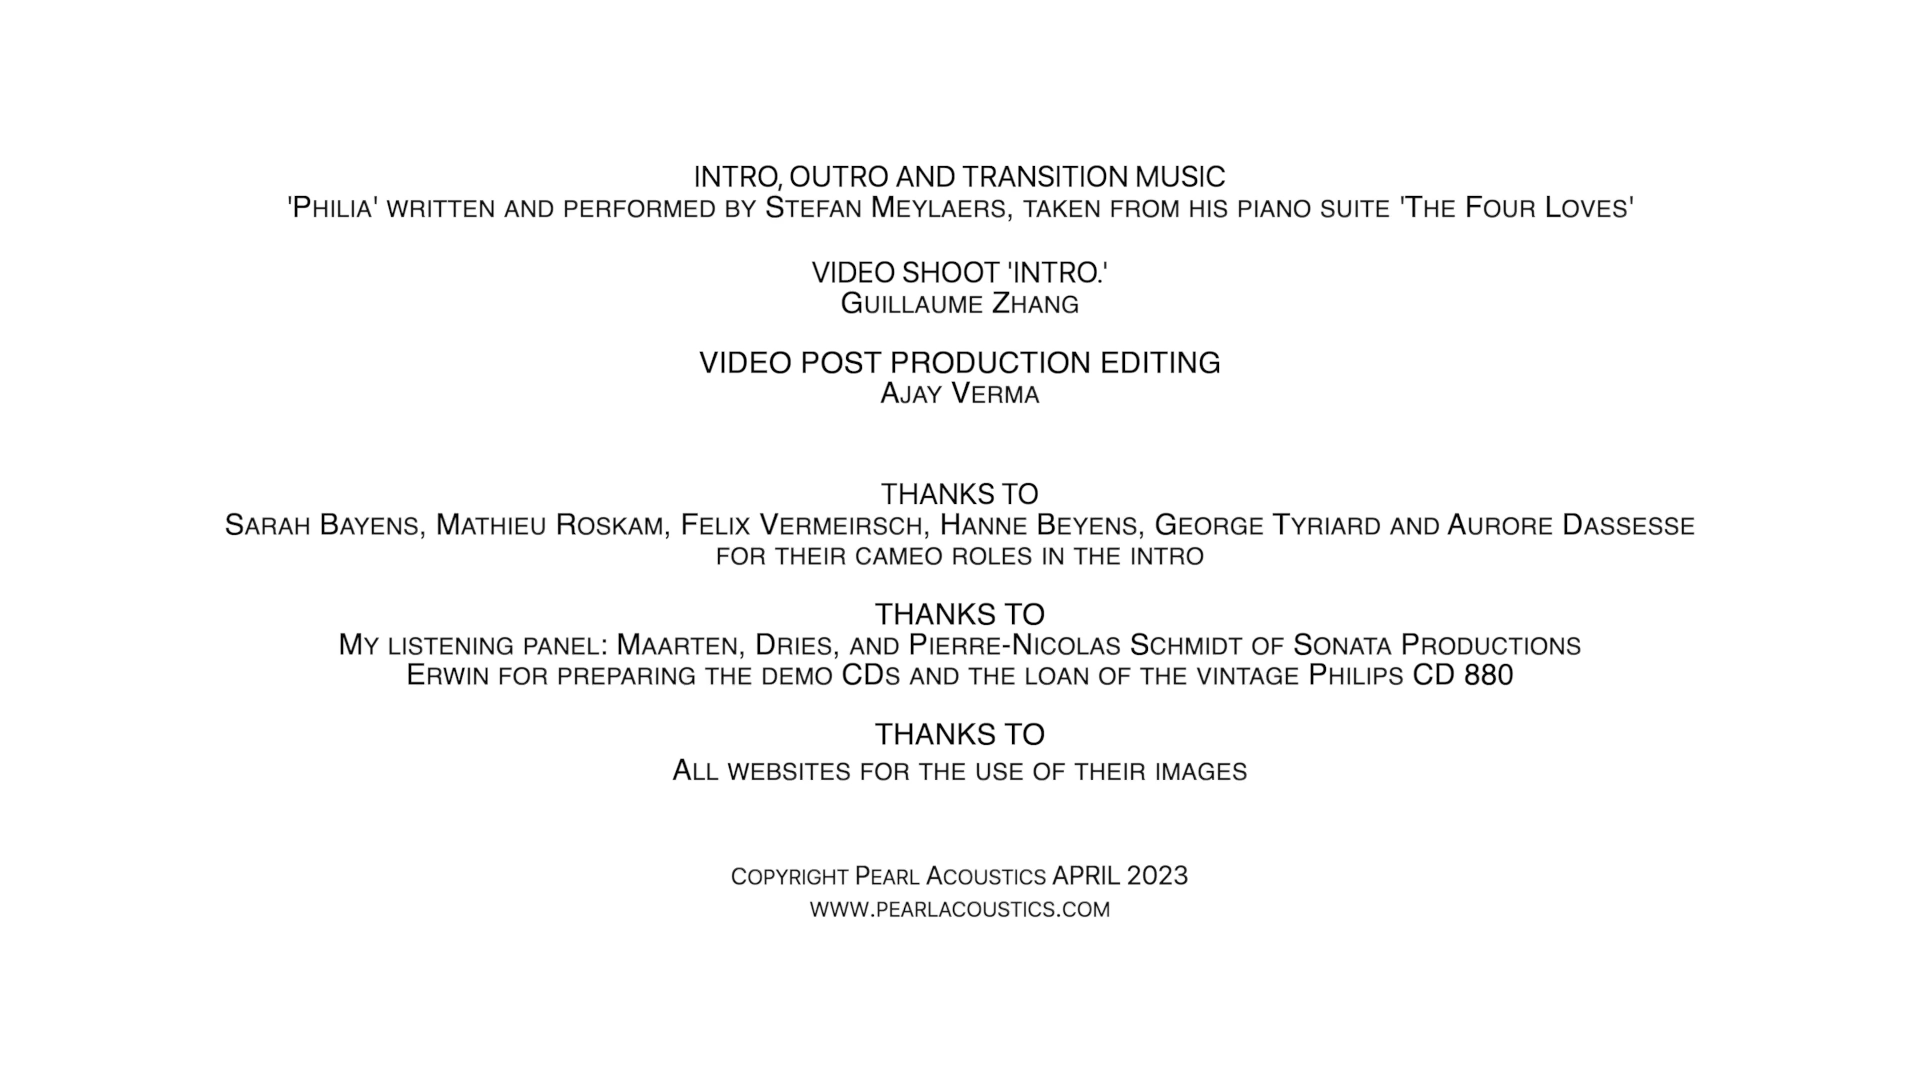 INTRO, OUTRO AND TRANSITION MUSIC
'Philia' written and performed by Stefan Meylaers, taken from his piano suite 'The Four Loves'
VIDEO SHOOT 'INTRO.'
Guillaume Zhang
VIDEO POST PRODUCTION EDITING
Ajay Verma
THANKS TO
Sarah Bayens, Mathieu Roskam, Felix Vermeirsch, Hanne Beyens, George Tyriard and Aurore Dassesse
for their cameo roles in the intro
THANKS TO
My listening panel: Maarten, Dries, and Pierre-Nicolas Schmidt of Sonata Productions
Erwin for preparing the demo CDs and the loan of the vintage Philips CD 880
THANKS TO
All websites for the use of their images
Copyright Pearl Acoustics APRIL 2023
www.pearlacoustics.com